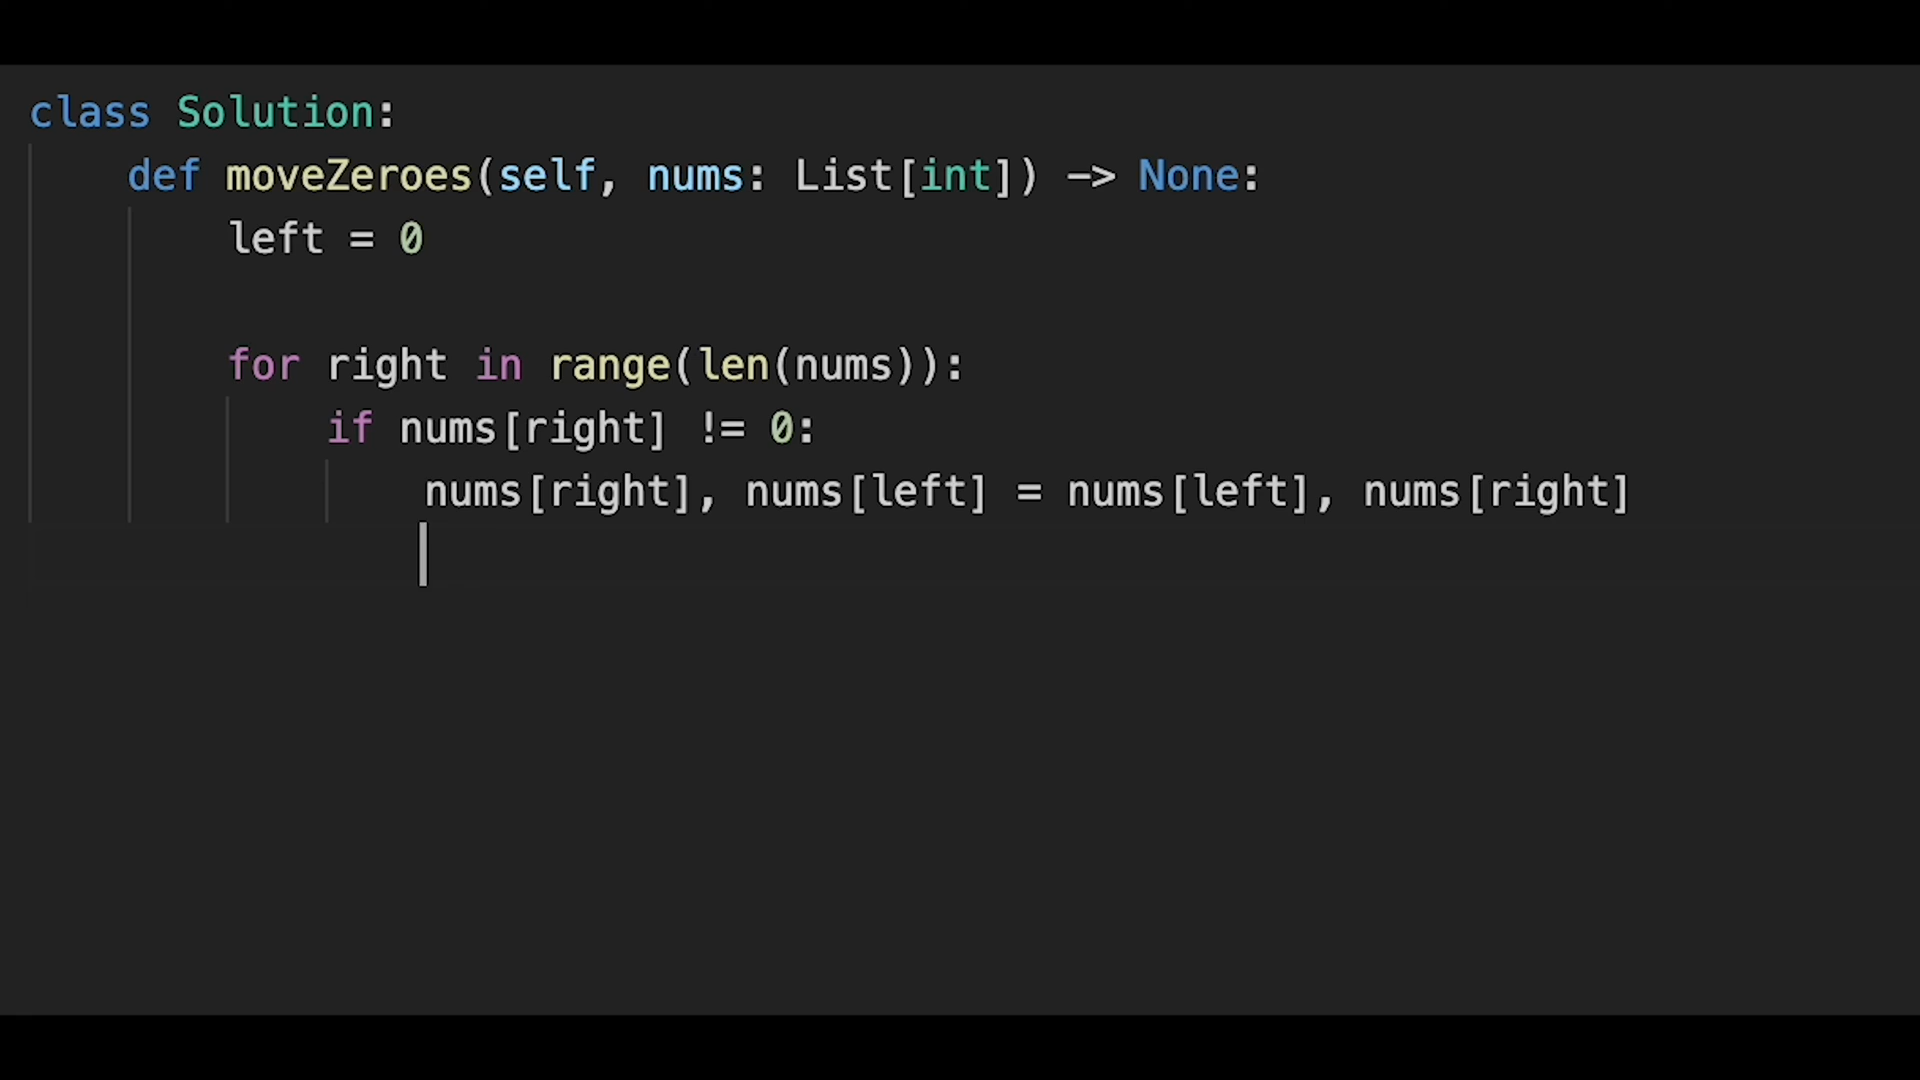 class Solution:
    def moveZeroes(self, nums: List[int]) -> None:
        left = 0
        for right in range(len(nums)):
            if nums[right] != 0:
                nums[right], nums[left] = nums[left], nums[right]